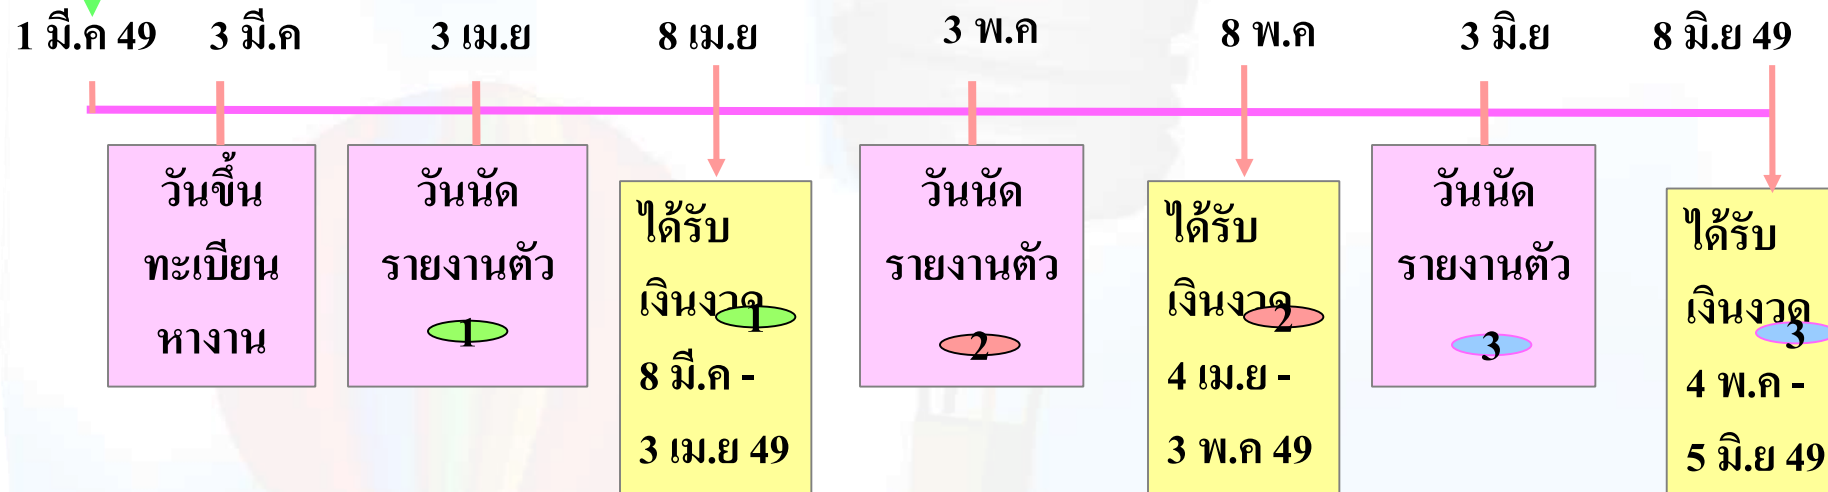 1 มี.ค 49 3 มี.ค 3 เม.ย 8 เม.ย 3 พ.ค 8 พ.ค 3 มิ.ย 8 มิ.ย 49
วันขึ้น
ทะเบียน
หางาน
วันนัด
รายงานตัว
1
ได้รับ
เงินงวด 1
8 มี.ค -
3 เม.ย 49
วันนัด
รายงานตัว
2
ได้รับ
เงินงวด 2
4 เม.ย -
3 พ.ค 49
วันนัด
รายงานตัว
3
ได้รับ
เงินงวด 3
4 พ.ค -
5 มิ.ย 49